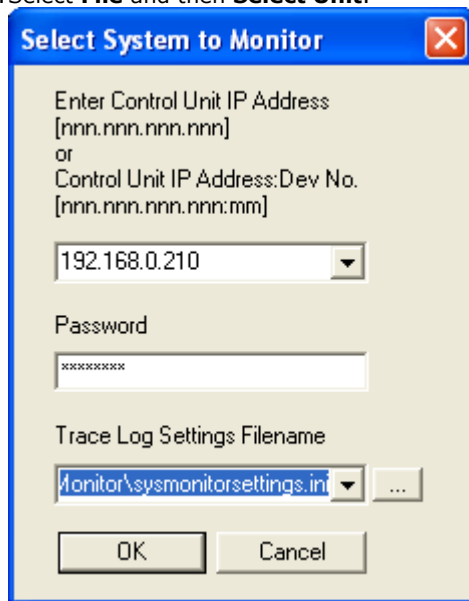 Select File and then Select Unit.
Select System to Monitor
Enter Control Unit IP Address
[nnn.nnn.nnn.nnn]
or
Control Unit IP Address:Dev No.
[nnn.nnn.nnn.nnn:mm]
192.168.0.210
Password
********
Trace Log Settings Filename
Monitor\sysmonitorsettings.ini
...
OK Cancel